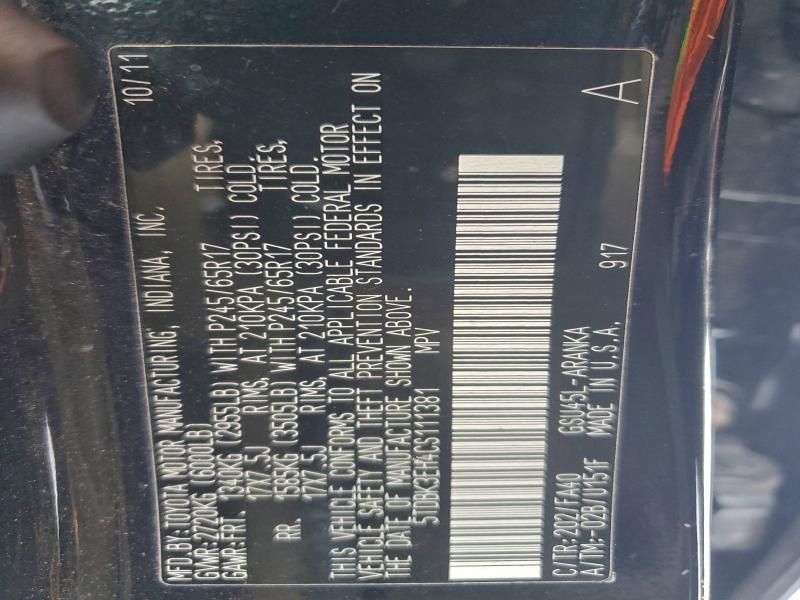 MFD.BY:TOYOTA MOTOR MANUFACTURING, INDIANA, INC. 10/11
GVWR:2720KG (6000LB)
GAWR:FRT. 1340KG (2955LB) WITH P245/65R17 TIRES,
17X7.5J RIMS, AT 210KPA (30PSI) COLD.
RR. 1589KG (3505LB) WITH P245/65R17 TIRES,
17X7.5J RIMS, AT 210KPA (30PSI) COLD.
THIS VEHICLE CONFORMS TO ALL APPLICABLE FEDERAL MOTOR
VEHICLE SAFETY AND THEFT PREVENTION STANDARDS IN EFFECT ON
THE DATE OF MANUFACTURE SHOWN ABOVE.
5TDBK3EH4CS111381 MPV
C/TR:202/FA40 GSU45L-ARANKA A
A/TM:-02B/U151F MADE IN U.S.A. 917